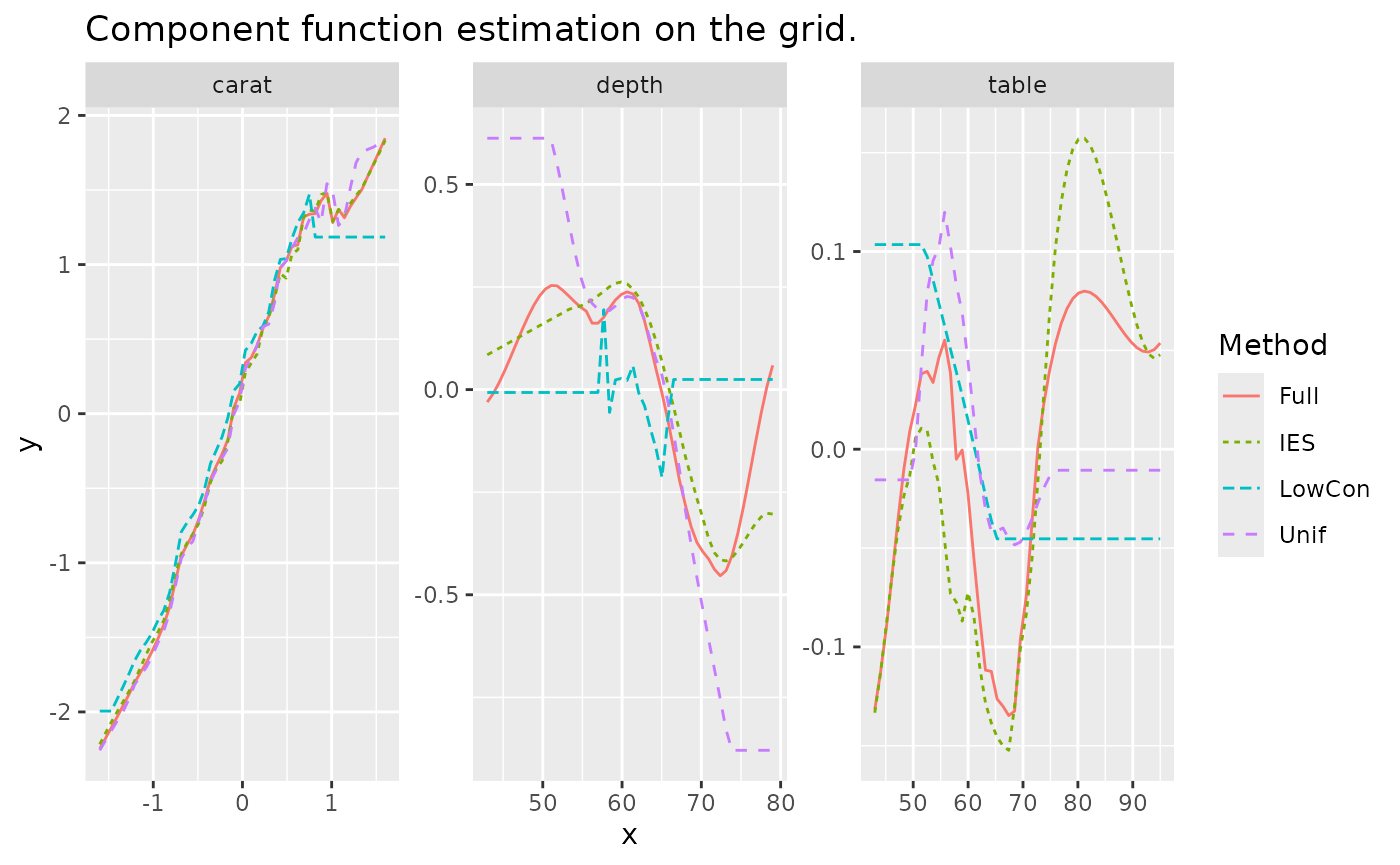 Component function estimation on the grid.
carat
depth
table
2
1
0
-1
-2
0.5
0.0
-0.5
0.1
0.0
-0.1
-1 0 1
50 60 70 80
50 60 70 80 90
x
y
Method
Full
IES
LowCon
Unif